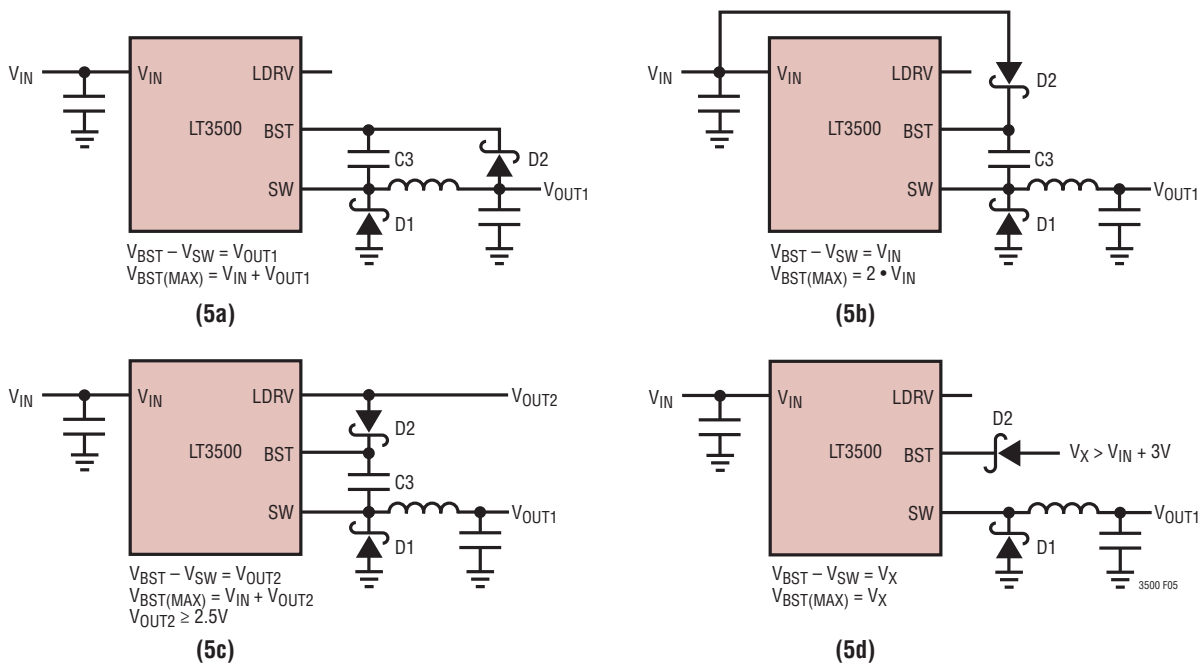 VIN
VIN
LDRV
LT3500
BST
C3
D2
SW
VOUT1
D1
VBST – VSW = VOUT1
VBST(MAX) = VIN + VOUT1
(5a)
VIN
VIN
LDRV
D2
LT3500
BST
C3
SW
VOUT1
D1
VBST – VSW = VIN
VBST(MAX) = 2 • VIN
(5b)
VIN
VIN
LDRV
VOUT2
D2
LT3500
BST
C3
SW
VOUT1
D1
VBST – VSW = VOUT2
VBST(MAX) = VIN + VOUT2
VOUT2 ≥ 2.5V
(5c)
VIN
VIN
LDRV
D2
LT3500
BST
VX > VIN + 3V
SW
VOUT1
D1
3500 F05
VBST – VSW = VX
VBST(MAX) = VX
(5d)